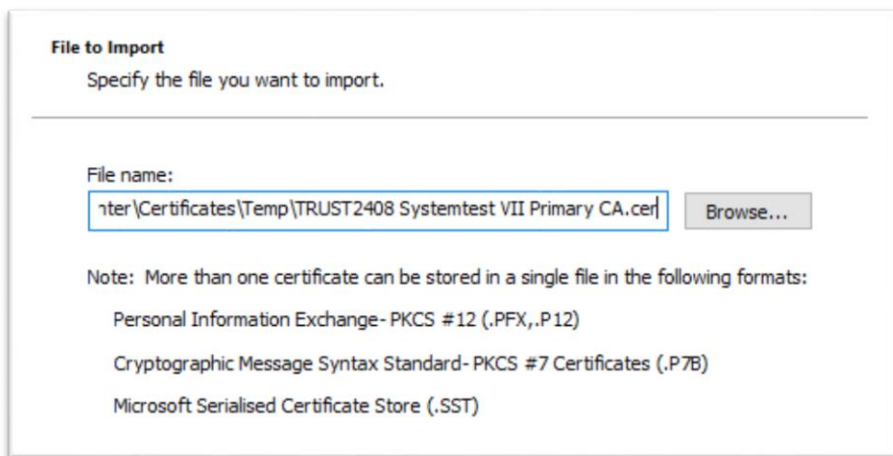 File to Import
Specify the file you want to import.
File name:
nter\Certificates\Temp\TRUST2408 Systemtest VII Primary CA.cer
Browse...
Note: More than one certificate can be stored in a single file in the following formats:
Personal Information Exchange- PKCS #12 (.PFX,.P12)
Cryptographic Message Syntax Standard- PKCS #7 Certificates (.P7B)
Microsoft Serialised Certificate Store (.SST)